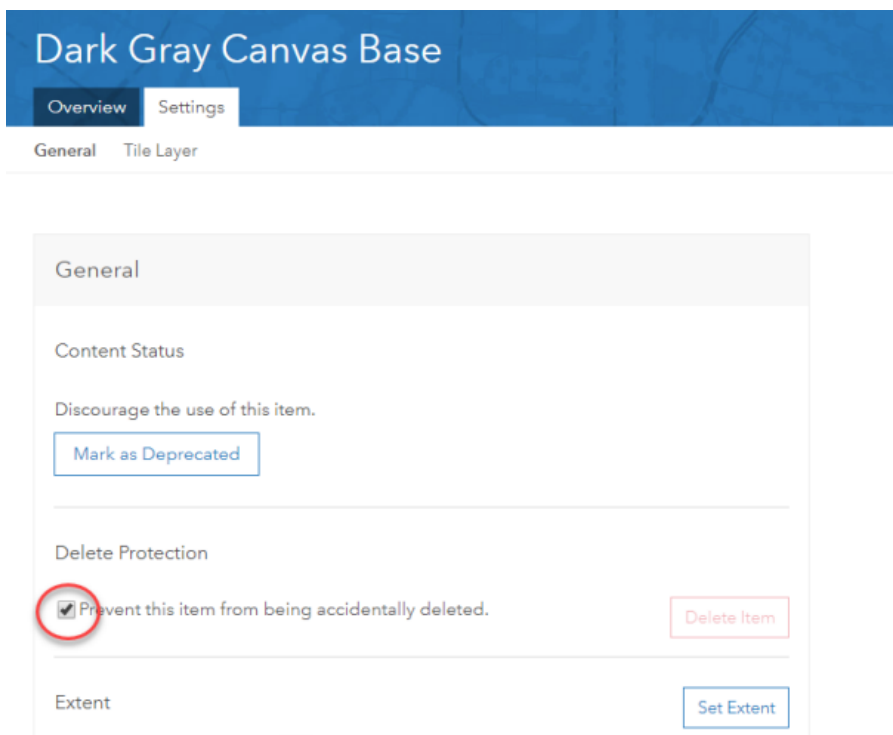 Dark Gray Canvas Base
Overview Settings
General Tile Layer
General
Content Status
Discourage the use of this item.
Mark as Deprecated
Delete Protection
Prevent this item from being accidentally deleted. Delete Item
Extent Set Extent